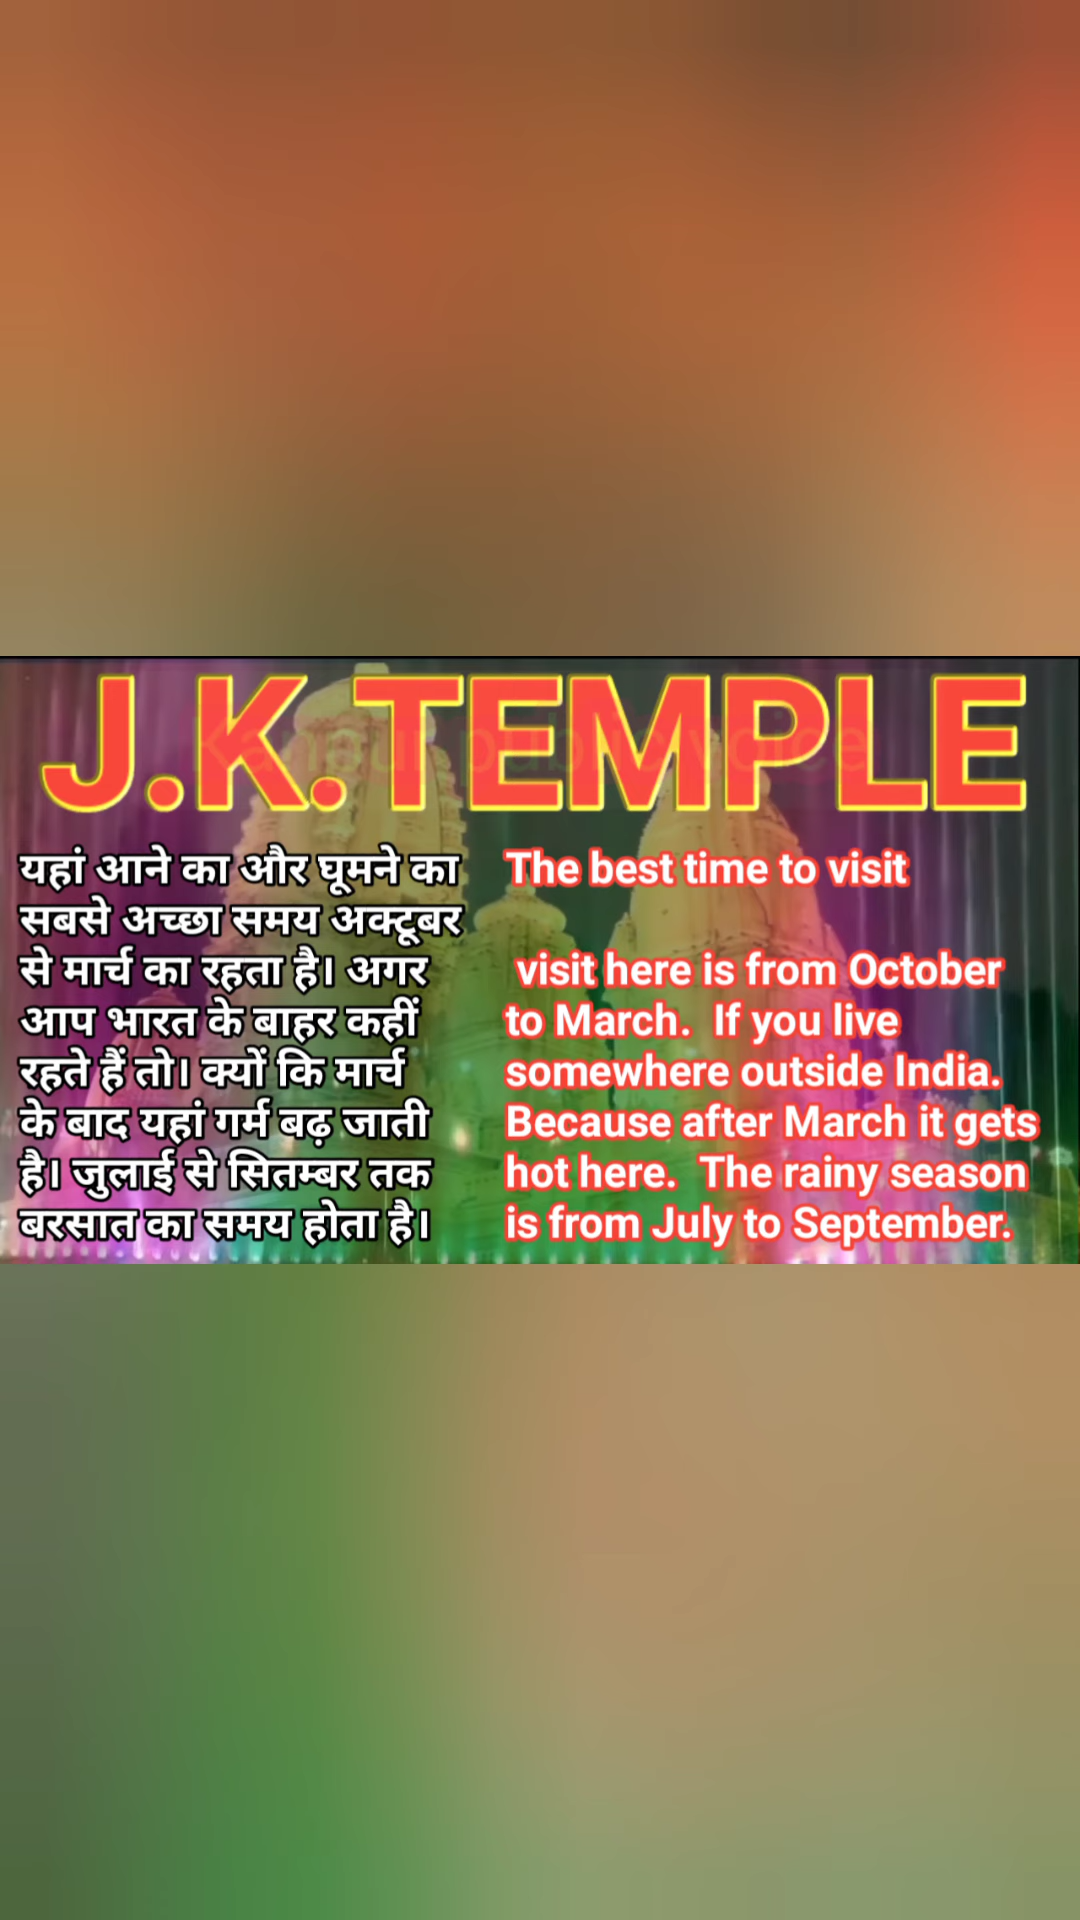 J.K.TEMPLE
Kanpur public voice
यहां आने का और घूमने का
सबसे अच्छा समय अक्टूबर
से मार्च का रहता है। अगर
आप भारत के बाहर कहीं
रहते हैं तो। क्यों कि मार्च
के बाद यहां गर्म बढ़ जाती
है। जुलाई से सितम्बर तक
बरसात का समय होता है।
The best time to visit
visit here is from October
to March. If you live
somewhere outside India.
Because after March it gets
hot here. The rainy season
is from July to September.